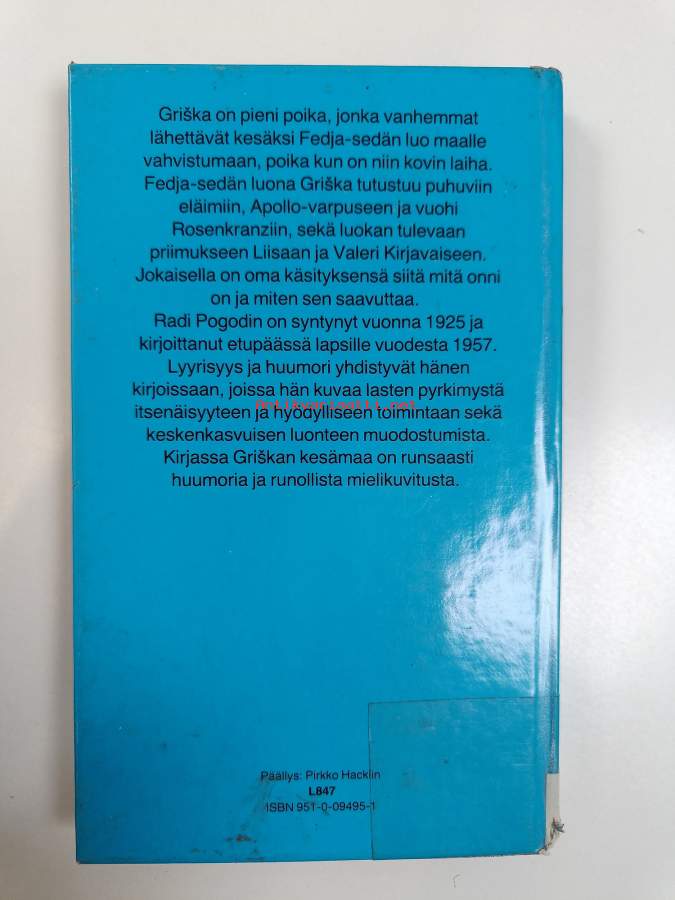 Griška on pieni poika, jonka vanhemmat
lähettävät kesäksi Fedja-sedän luo maalle
vahvistumaan, poika kun on niin kovin laiha.
Fedja-sedän luona Griška tutustuu puhuviin
eläimiin, Apollo-varpuseen ja vuohi
Rosenkranziin, sekä luokan tulevaan
priimukseen Liisaan ja Valeri Kirjavaiseen.
Jokaisella on oma käsityksensä siitä mitä onni
on ja miten sen saavuttaa.
Radi Pogodin on syntynyt vuonna 1925 ja
kirjoittanut etupäässä lapsille vuodesta 1957.
Lyyrisyys ja huumori yhdistyvät hänen
kirjoissaan, joissa hän kuvaa lasten pyrkimystä
Antikvariaatti.net
itsenäisyyteen ja hyödylliseen toimintaan sekä
keskenkasvuisen luonteen muodostumista.
Kirjassa Griškan kesämaa on runsaasti
huumoria ja runollista mielikuvitusta.
Päällys: Pirkko Hacklin
L847
ISBN 951-0-09495-1